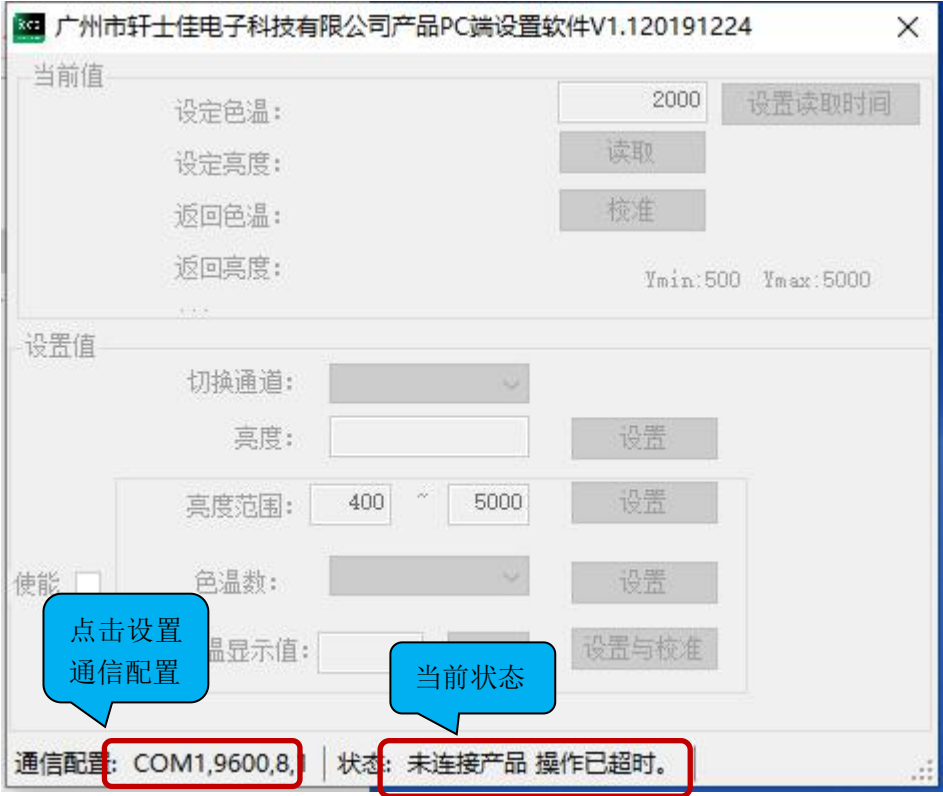 广州市轩士佳电子科技有限公司产品PC端设置软件V1.120191224
当前值
设定色温:
2000
设置读取时间
设定亮度:
读取
返回色温:
校准
返回亮度:
Ymin:500 Ymax:5000
...
设置值
切换通道:
亮度:
设置
亮度范围:
400
~
5000
设置
使能
色温数:
设置
点击设置
通信配置
温显示值:
设置与校准
当前状态
通信配置: COM1,9600,8,
状态: 未连接产品 操作已超时。